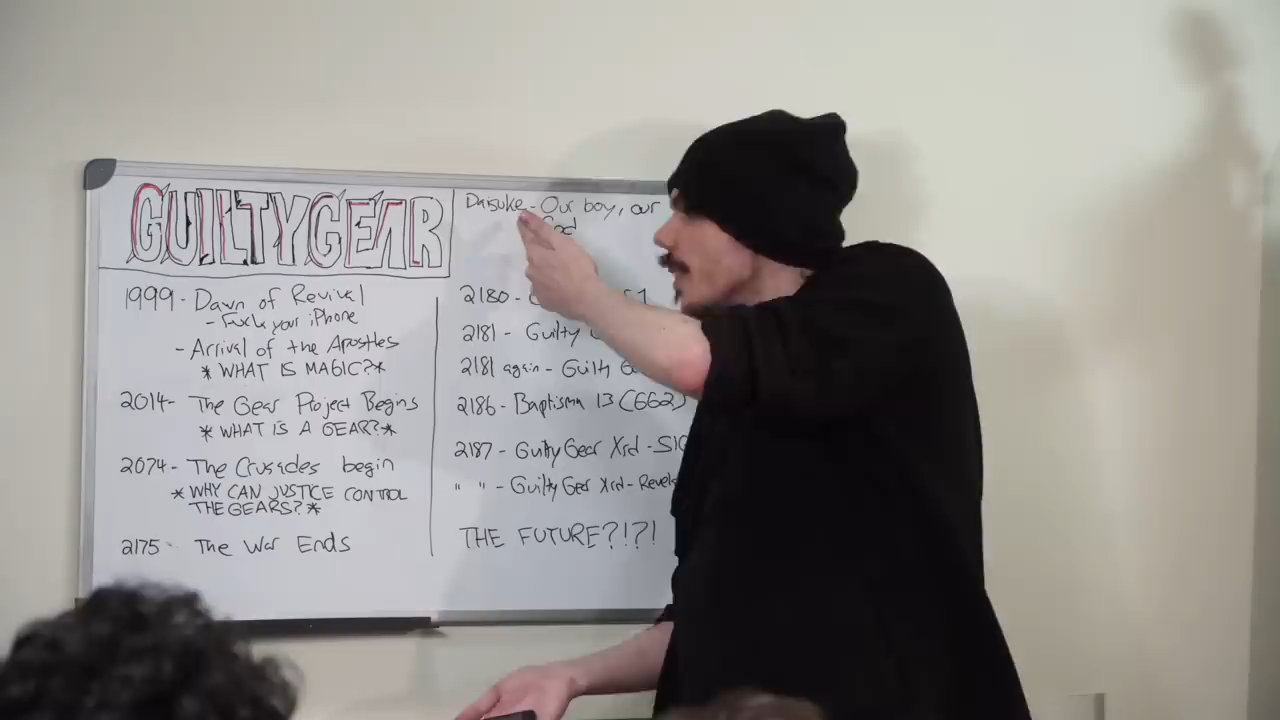 GUILTY GEAR
1999 - Dawn of Revival
- Fuck your iPhone
- Arrival of the Apostles
* WHAT IS MAGIC? *
2014 - The Gear Project Begins
* WHAT IS A GEAR? *
2074 - The Crusades begin
* WHY CAN JUSTICE CONTROL
THE GEARS? *
2175 - The War Ends
Daisuke - Our boy, our
God
2180 -
2181 - Guilty
2181 again - Guilty
2186 - Baptisma 13 (GG2)
2187 - Guilty Gear Xrd - SIG
" " - Guilty Gear Xrd - Revel
THE FUTURE?!?!